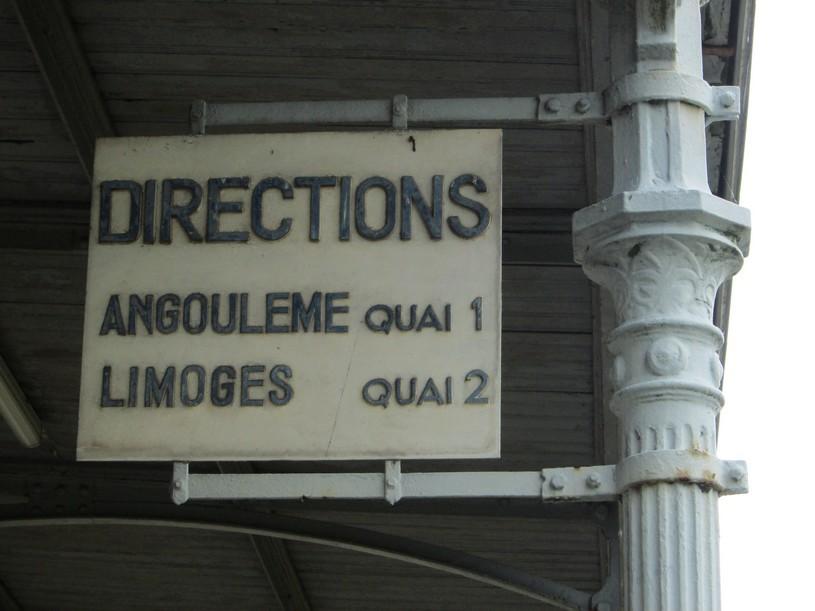 DIRECTIONS
ANGOULEME QUAI 1
LIMOGES QUAI 2